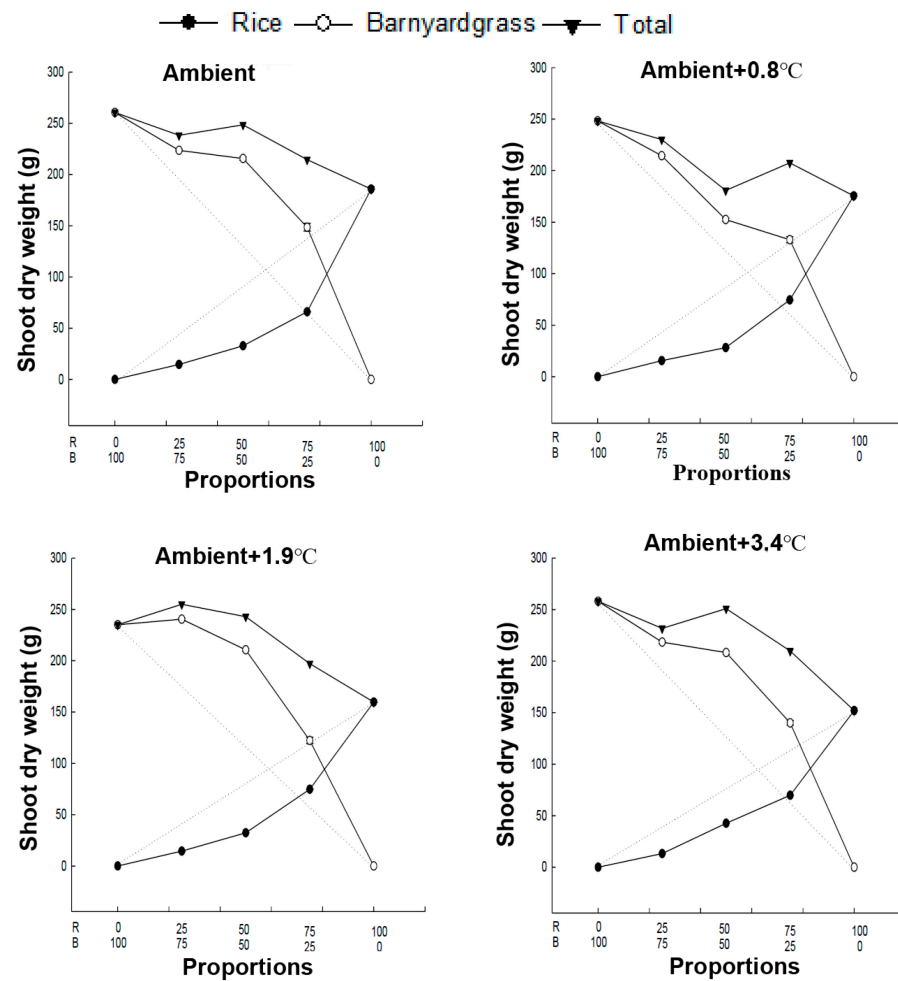 Rice Barnyardgrass Total
Ambient
Shoot dry weight (g)
300
250
200
150
100
50
0
R 0 25 50 75 100
B 100 75 50 25 0
Proportions
Ambient+0.8℃
Shoot dry weight (g)
300
250
200
150
100
50
0
R 0 25 50 75 100
B 100 75 50 25 0
Proportions
Ambient+1.9℃
Shoot dry weight (g)
300
250
200
150
100
50
0
R 0 25 50 75 100
B 100 75 50 25 0
Proportions
Ambient+3.4℃
Shoot dry weight (g)
300
250
200
150
100
50
0
R 0 25 50 75 100
B 100 75 50 25 0
Proportions